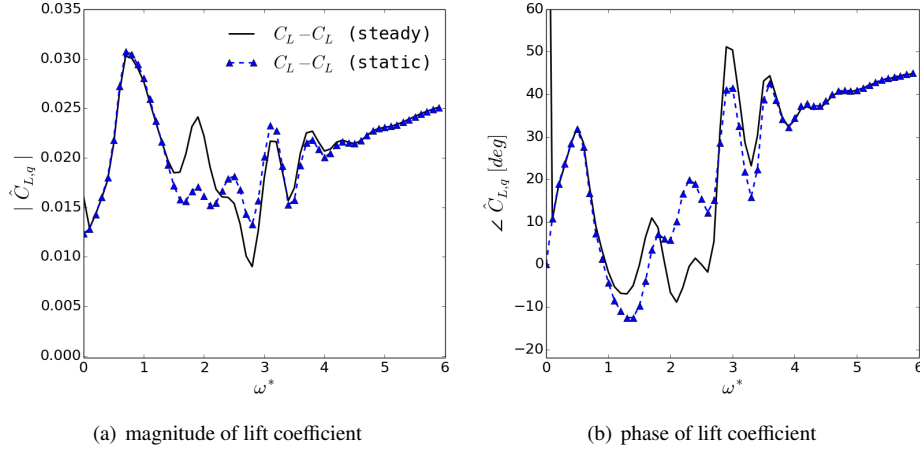 0.035
0.030
0.025
0.020
0.015
0.010
0.005
0.000
| Ĉ_{L,q} |
C_L−C_L (steady)
C_L−C_L (static)
0 1 2 3 4 5 6
ω*
(a) magnitude of lift coefficient
60
50
40
30
20
10
0
−10
−20
∠ Ĉ_{L,q} [deg]
0 1 2 3 4 5 6
ω*
(b) phase of lift coefficient